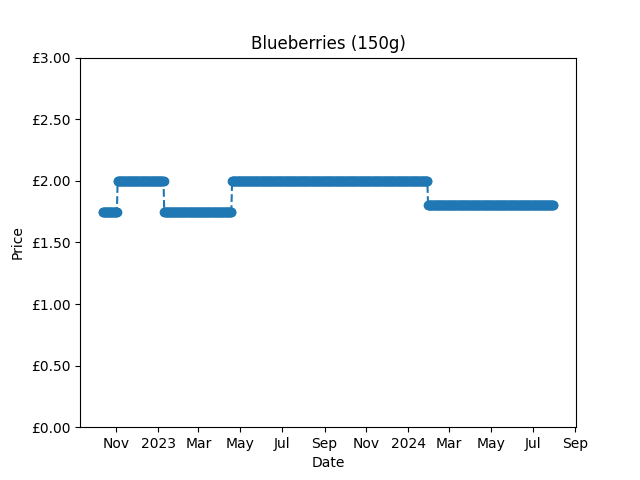 Blueberries (150g)
£3.00
£2.50
£2.00
£1.50
£1.00
£0.50
£0.00
Price
Nov 2023 Mar May Jul Sep Nov 2024 Mar May Jul Sep
Date